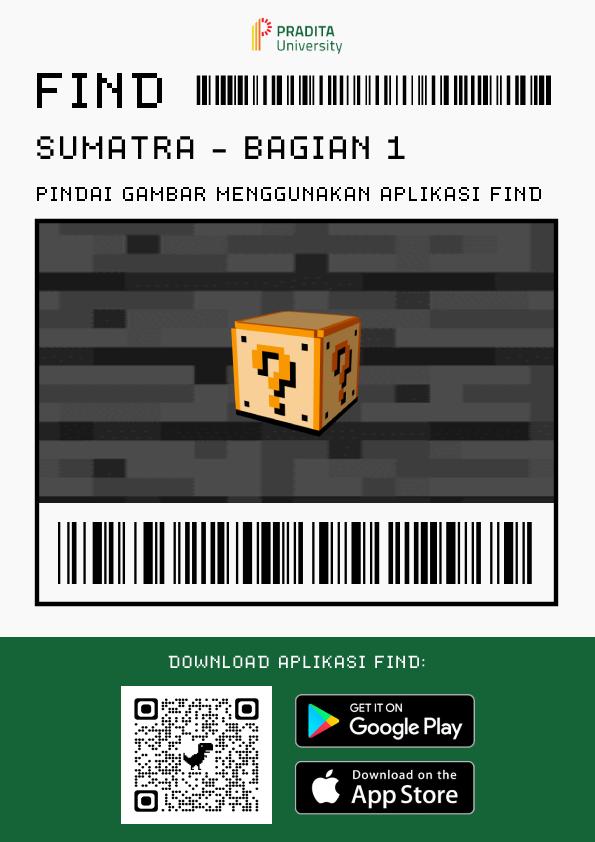 PRADITA
University
FIND
SUMATRA - BAGIAN 1
PINDAI GAMBAR MENGGUNAKAN APLIKASI FIND
? ?
DOWNLOAD APLIKASI FIND:
GET IT ON
Google Play
Download on the
App Store